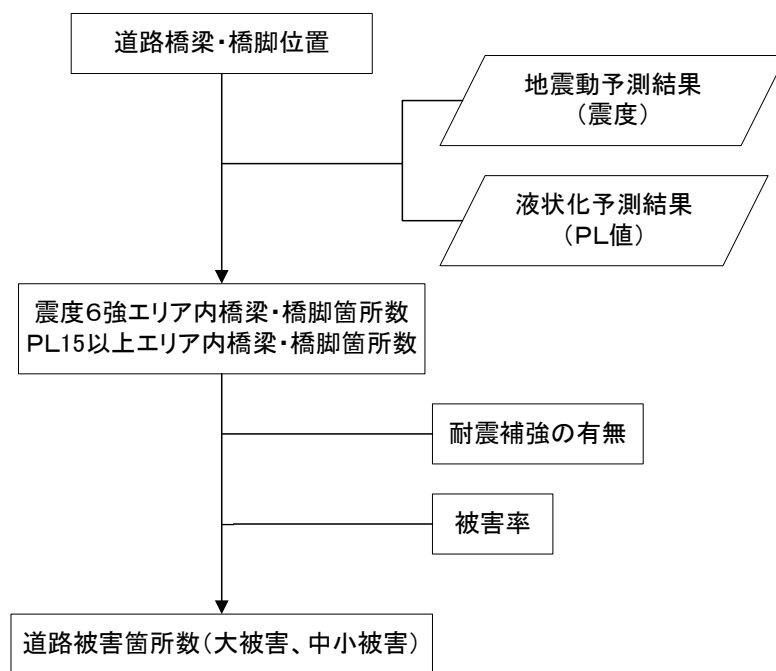 道路橋梁・橋脚位置
地震動予測結果
(震度)
液状化予測結果
(PL値)
震度6強エリア内橋梁・橋脚箇所数
PL15以上エリア内橋梁・橋脚箇所数
耐震補強の有無
被害率
道路被害箇所数(大被害、中小被害)